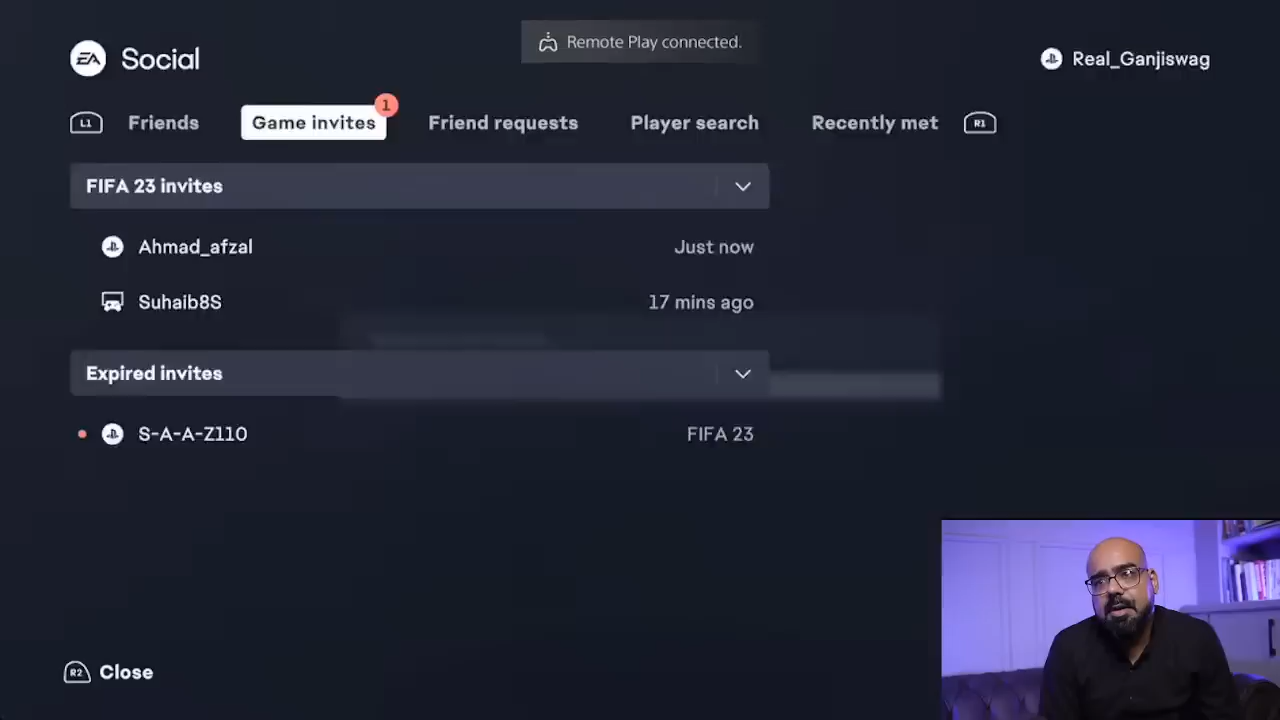 Remote Play connected.
EA Social
Real_Ganjiswag
L1 Friends Game invites 1 Friend requests Player search Recently met R1
FIFA 23 invites
Ahmad_afzal Just now
Suhaib8S 17 mins ago
Expired invites
S-A-A-Z110 FIFA 23
R2 Close